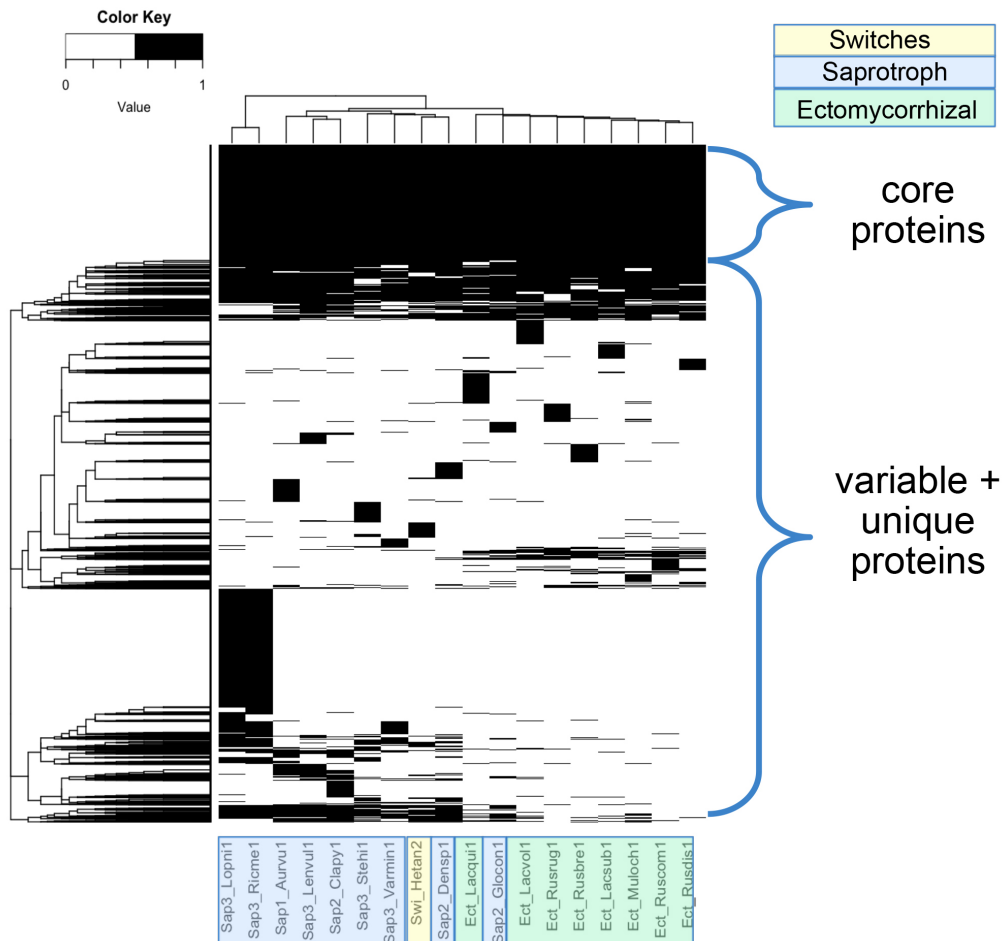 Color Key
0
1
Value
Switches
Saprotroph
Ectomycorrhizal
core
proteins
variable +
unique
proteins
Sap3_Lopni1
Sap3_Ricme1
Sap1_Aurvu1
Sap3_Lenvul1
Sap2_Clapy1
Sap3_Stehi1
Sap3_Varmin1
Swi_Hetan2
Sap2_Densp1
Ect_Lacqui1
Sap2_Glocon1
Ect_Lacvol1
Ect_Rusrug1
Ect_Rusbre1
Ect_Lacsub1
Ect_Muloch1
Ect_Ruscom1
Ect_Rusdis1